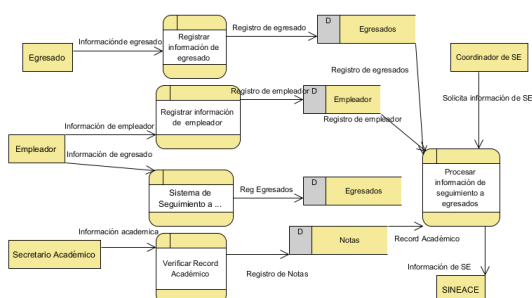 Egresado
Informaciónde egresado
Registrar
información de
egresado
Registro de egresado
D
Egresados
Registro de egresados
Coordinador de SE
Solicita información de SE
Empleador
Información de empleador
Registrar información
de empleador
Registro de empleador
D
Empleador
Registro de empleador
Información de egresado
Sistema de
Seguimiento a ...
Reg Egresados
D
Egresados
Procesar
información de
seguimiento a
egresados
Secretario Académico
Información academica
Verificar Record
Académico
Registro de Notas
D
Notas
Record Académico
Información de SE
SINEACE